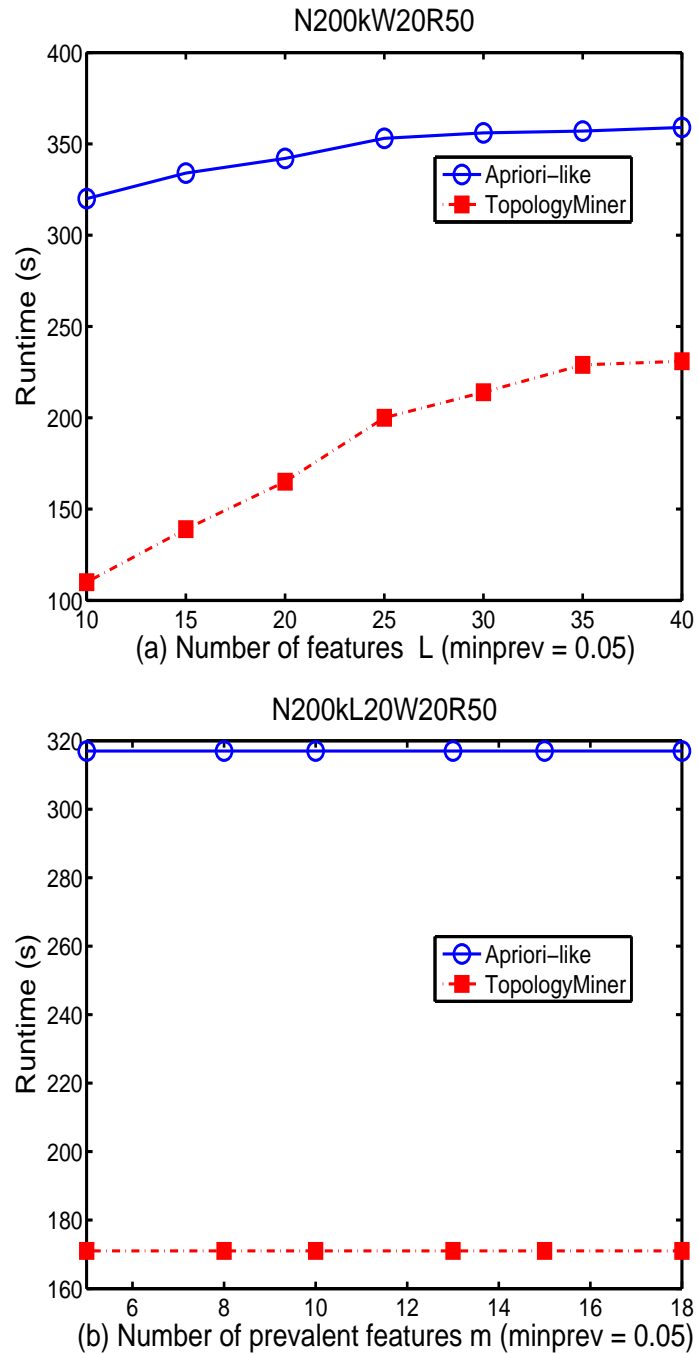 N200kW20R50
400
350
300
250
200
150
100
Runtime (s)
Apriori-like
TopologyMiner
10 15 20 25 30 35 40
(a) Number of features L (minprev = 0.05)
N200kL20W20R50
320
300
280
260
240
220
200
180
160
Runtime (s)
Apriori-like
TopologyMiner
6 8 10 12 14 16 18
(b) Number of prevalent features m (minprev = 0.05)